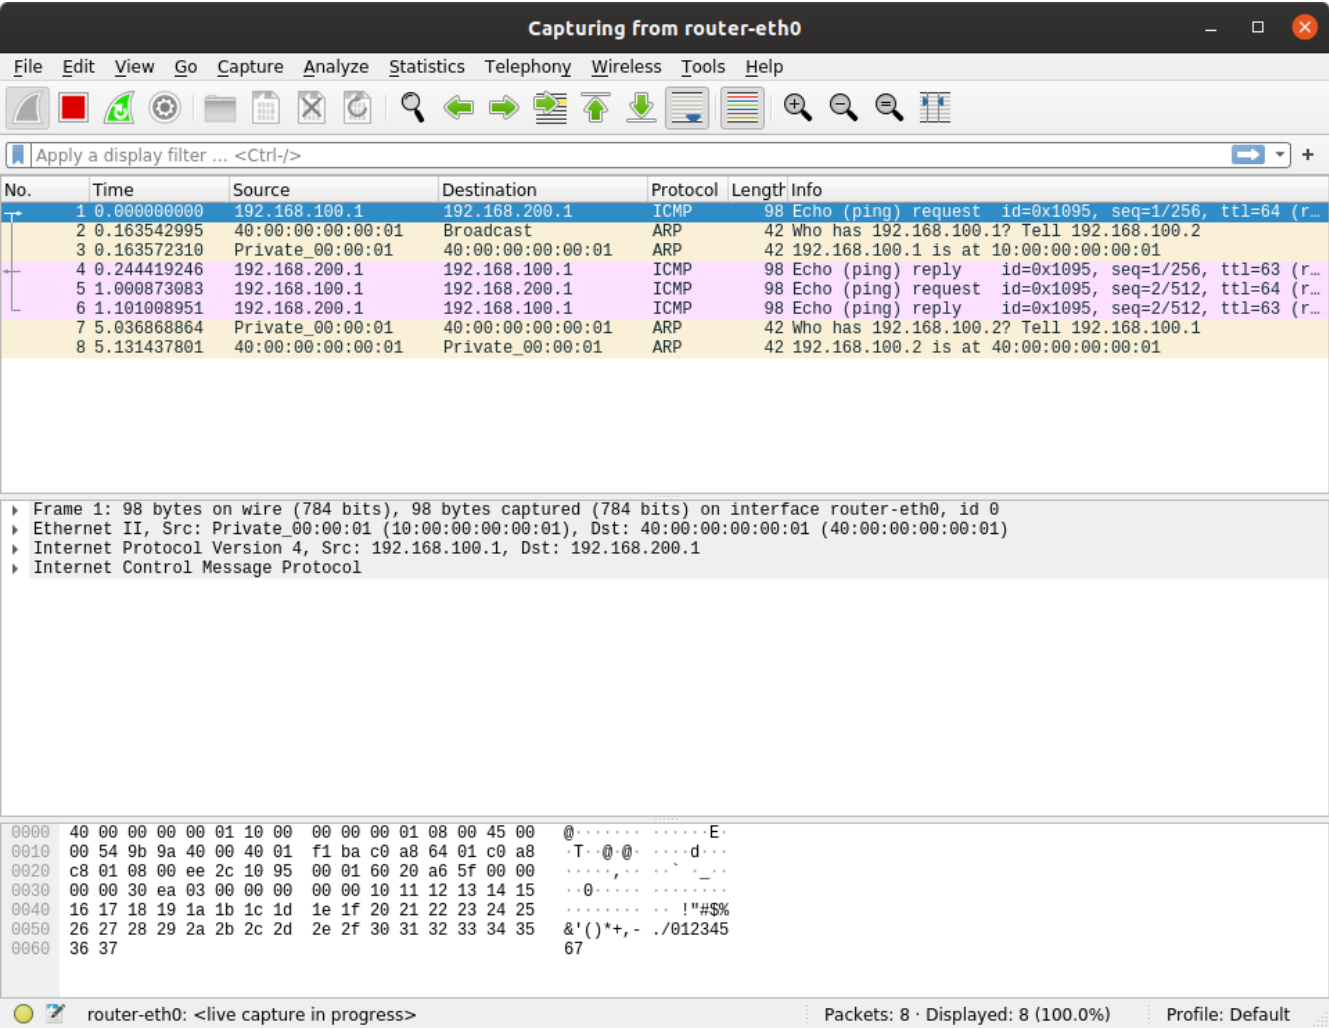 Capturing from router-eth0
File Edit View Go Capture Analyze Statistics Telephony Wireless Tools Help
Apply a display filter ... <Ctrl-/>
No. Time Source Destination Protocol Length Info
1 0.000000000 192.168.100.1 192.168.200.1 ICMP 98 Echo (ping) request id=0x1095, seq=1/256, ttl=64 (r…
2 0.163542995 40:00:00:00:00:01 Broadcast ARP 42 Who has 192.168.100.1? Tell 192.168.100.2
3 0.163572310 Private_00:00:01 40:00:00:00:00:01 ARP 42 192.168.100.1 is at 10:00:00:00:00:01
4 0.244419246 192.168.200.1 192.168.100.1 ICMP 98 Echo (ping) reply id=0x1095, seq=1/256, ttl=63 (r…
5 1.000873083 192.168.100.1 192.168.200.1 ICMP 98 Echo (ping) request id=0x1095, seq=2/512, ttl=64 (r…
6 1.101008951 192.168.200.1 192.168.100.1 ICMP 98 Echo (ping) reply id=0x1095, seq=2/512, ttl=63 (r…
7 5.036868864 Private_00:00:01 40:00:00:00:00:01 ARP 42 Who has 192.168.100.2? Tell 192.168.100.1
8 5.131437801 40:00:00:00:00:01 Private_00:00:01 ARP 42 192.168.100.2 is at 40:00:00:00:00:01
Frame 1: 98 bytes on wire (784 bits), 98 bytes captured (784 bits) on interface router-eth0, id 0
Ethernet II, Src: Private_00:00:01 (10:00:00:00:00:01), Dst: 40:00:00:00:00:01 (40:00:00:00:00:01)
Internet Protocol Version 4, Src: 192.168.100.1, Dst: 192.168.200.1
Internet Control Message Protocol
0000 40 00 00 00 00 01 10 00 00 00 00 01 08 00 45 00 @······· ······E·
0010 00 54 9b 9a 40 00 40 01 f1 ba c0 a8 64 01 c0 a8 ·T··@·@· ····d···
0020 c8 01 08 00 ee 2c 10 95 00 01 60 20 a6 5f 00 00 ·····,·· ··` ·_··
0030 00 00 30 ea 03 00 00 00 00 00 10 11 12 13 14 15 ··0····· ········
0040 16 17 18 19 1a 1b 1c 1d 1e 1f 20 21 22 23 24 25 ········ ·· !"#$%
0050 26 27 28 29 2a 2b 2c 2d 2e 2f 30 31 32 33 34 35 &'()*+,- ./012345
0060 36 37 67
router-eth0: <live capture in progress> Packets: 8 · Displayed: 8 (100.0%) Profile: Default